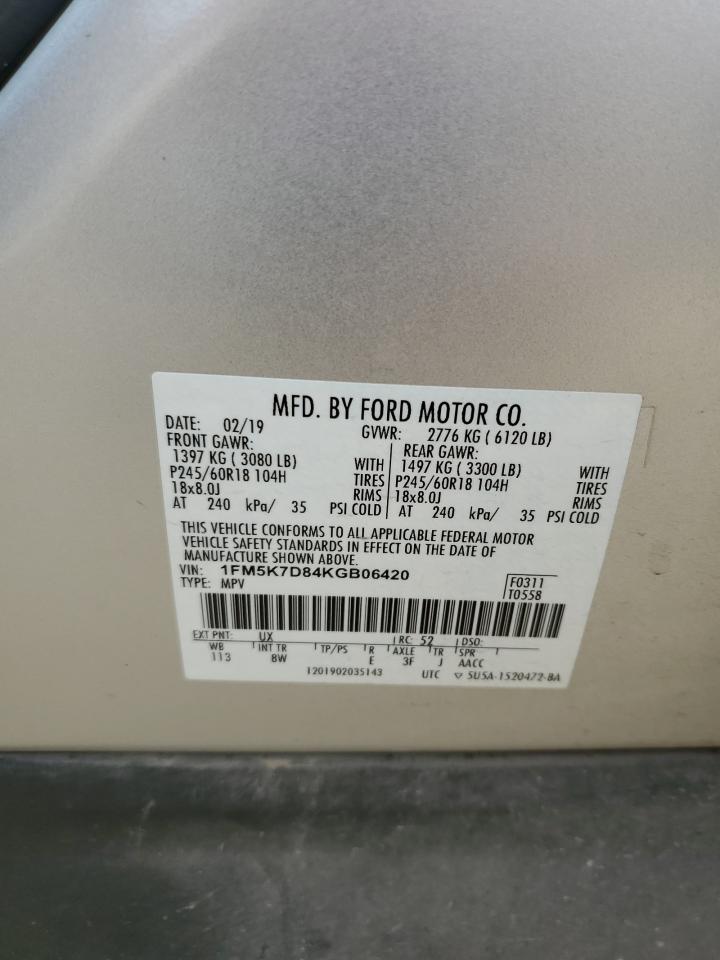 MFD. BY FORD MOTOR CO.
DATE: 02/19 GVWR: 2776 KG ( 6120 LB)
FRONT GAWR: REAR GAWR:
1397 KG ( 3080 LB) WITH 1497 KG ( 3300 LB) WITH
P245/60R18 104H TIRES P245/60R18 104H TIRES
18x8.0J RIMS 18x8.0J RIMS
AT 240 kPa/ 35 PSI COLD AT 240 kPa/ 35 PSI COLD
THIS VEHICLE CONFORMS TO ALL APPLICABLE FEDERAL MOTOR
VEHICLE SAFETY STANDARDS IN EFFECT ON THE DATE OF
MANUFACTURE SHOWN ABOVE.
VIN: 1FM5K7D84KGB06420 F0311
TYPE: MPV T0558
EXT PNT: UX RC: 52 DSO:
WB INT TR TP/PS R AXLE TR SPR
113 8W E 3F J AACC
1201902035143 UTC ▽ 5U5A-1520472-BA